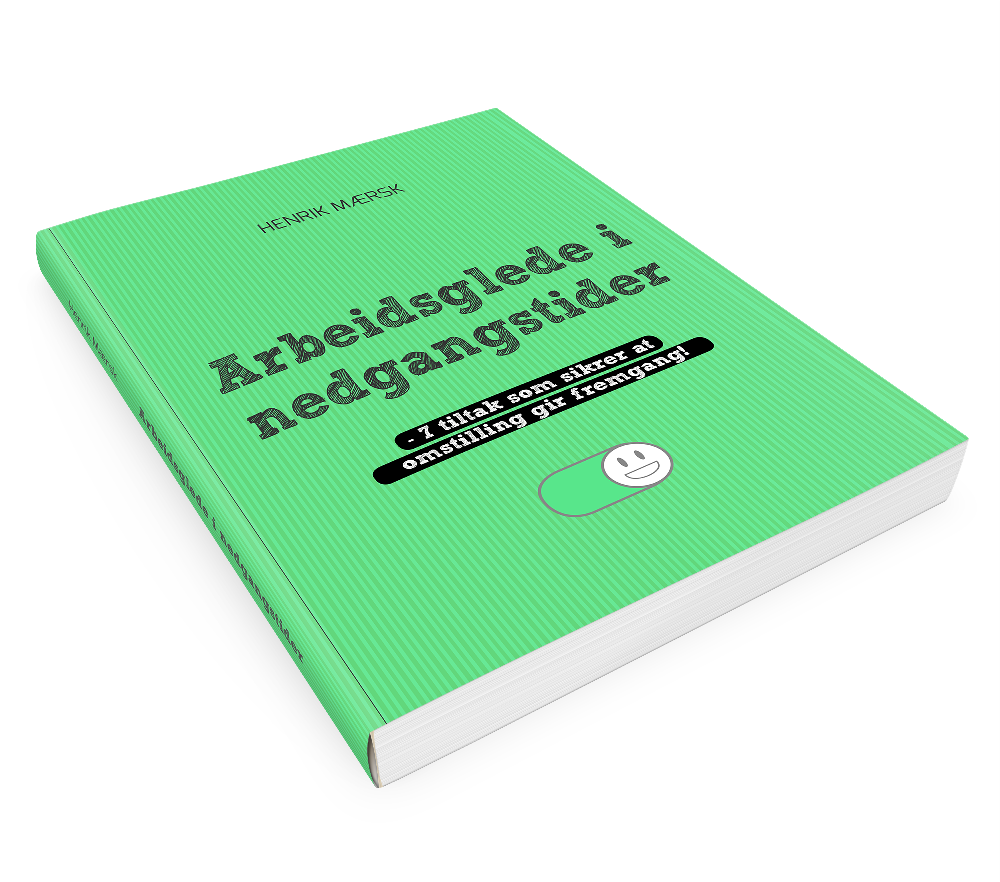 HENRIK MÆRSK
Arbeidsglede i
nedgangstider
- 7 tiltak som sikrer at
omstilling gir fremgang!
Henrik Mærsk
Arbeidsglede i nedgangstider